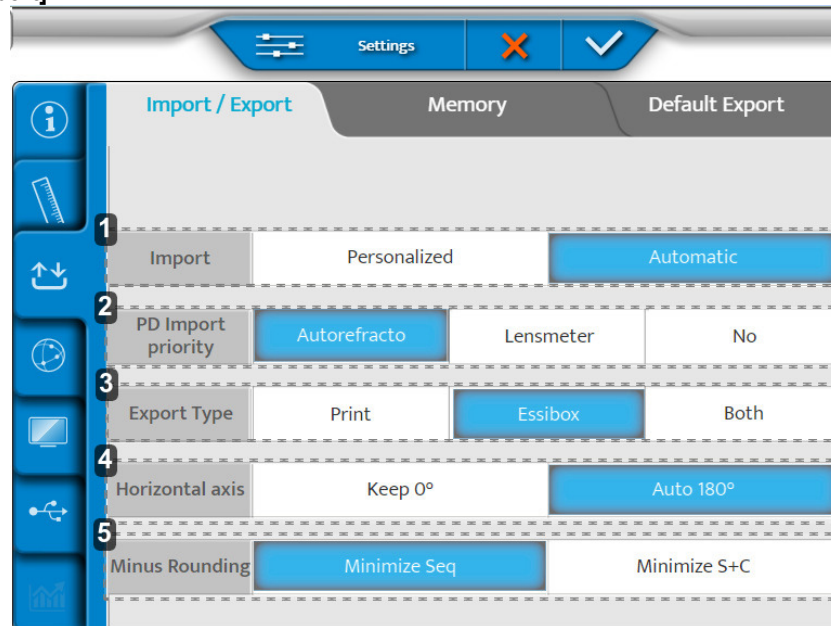 Settings
Import / Export Memory Default Export
1
Import Personalized Automatic
2
PD Import priority Autorefracto Lensmeter No
3
Export Type Print Essibox Both
4
Horizontal axis Keep 0° Auto 180°
5
Minus Rounding Minimize Seq Minimize S+C